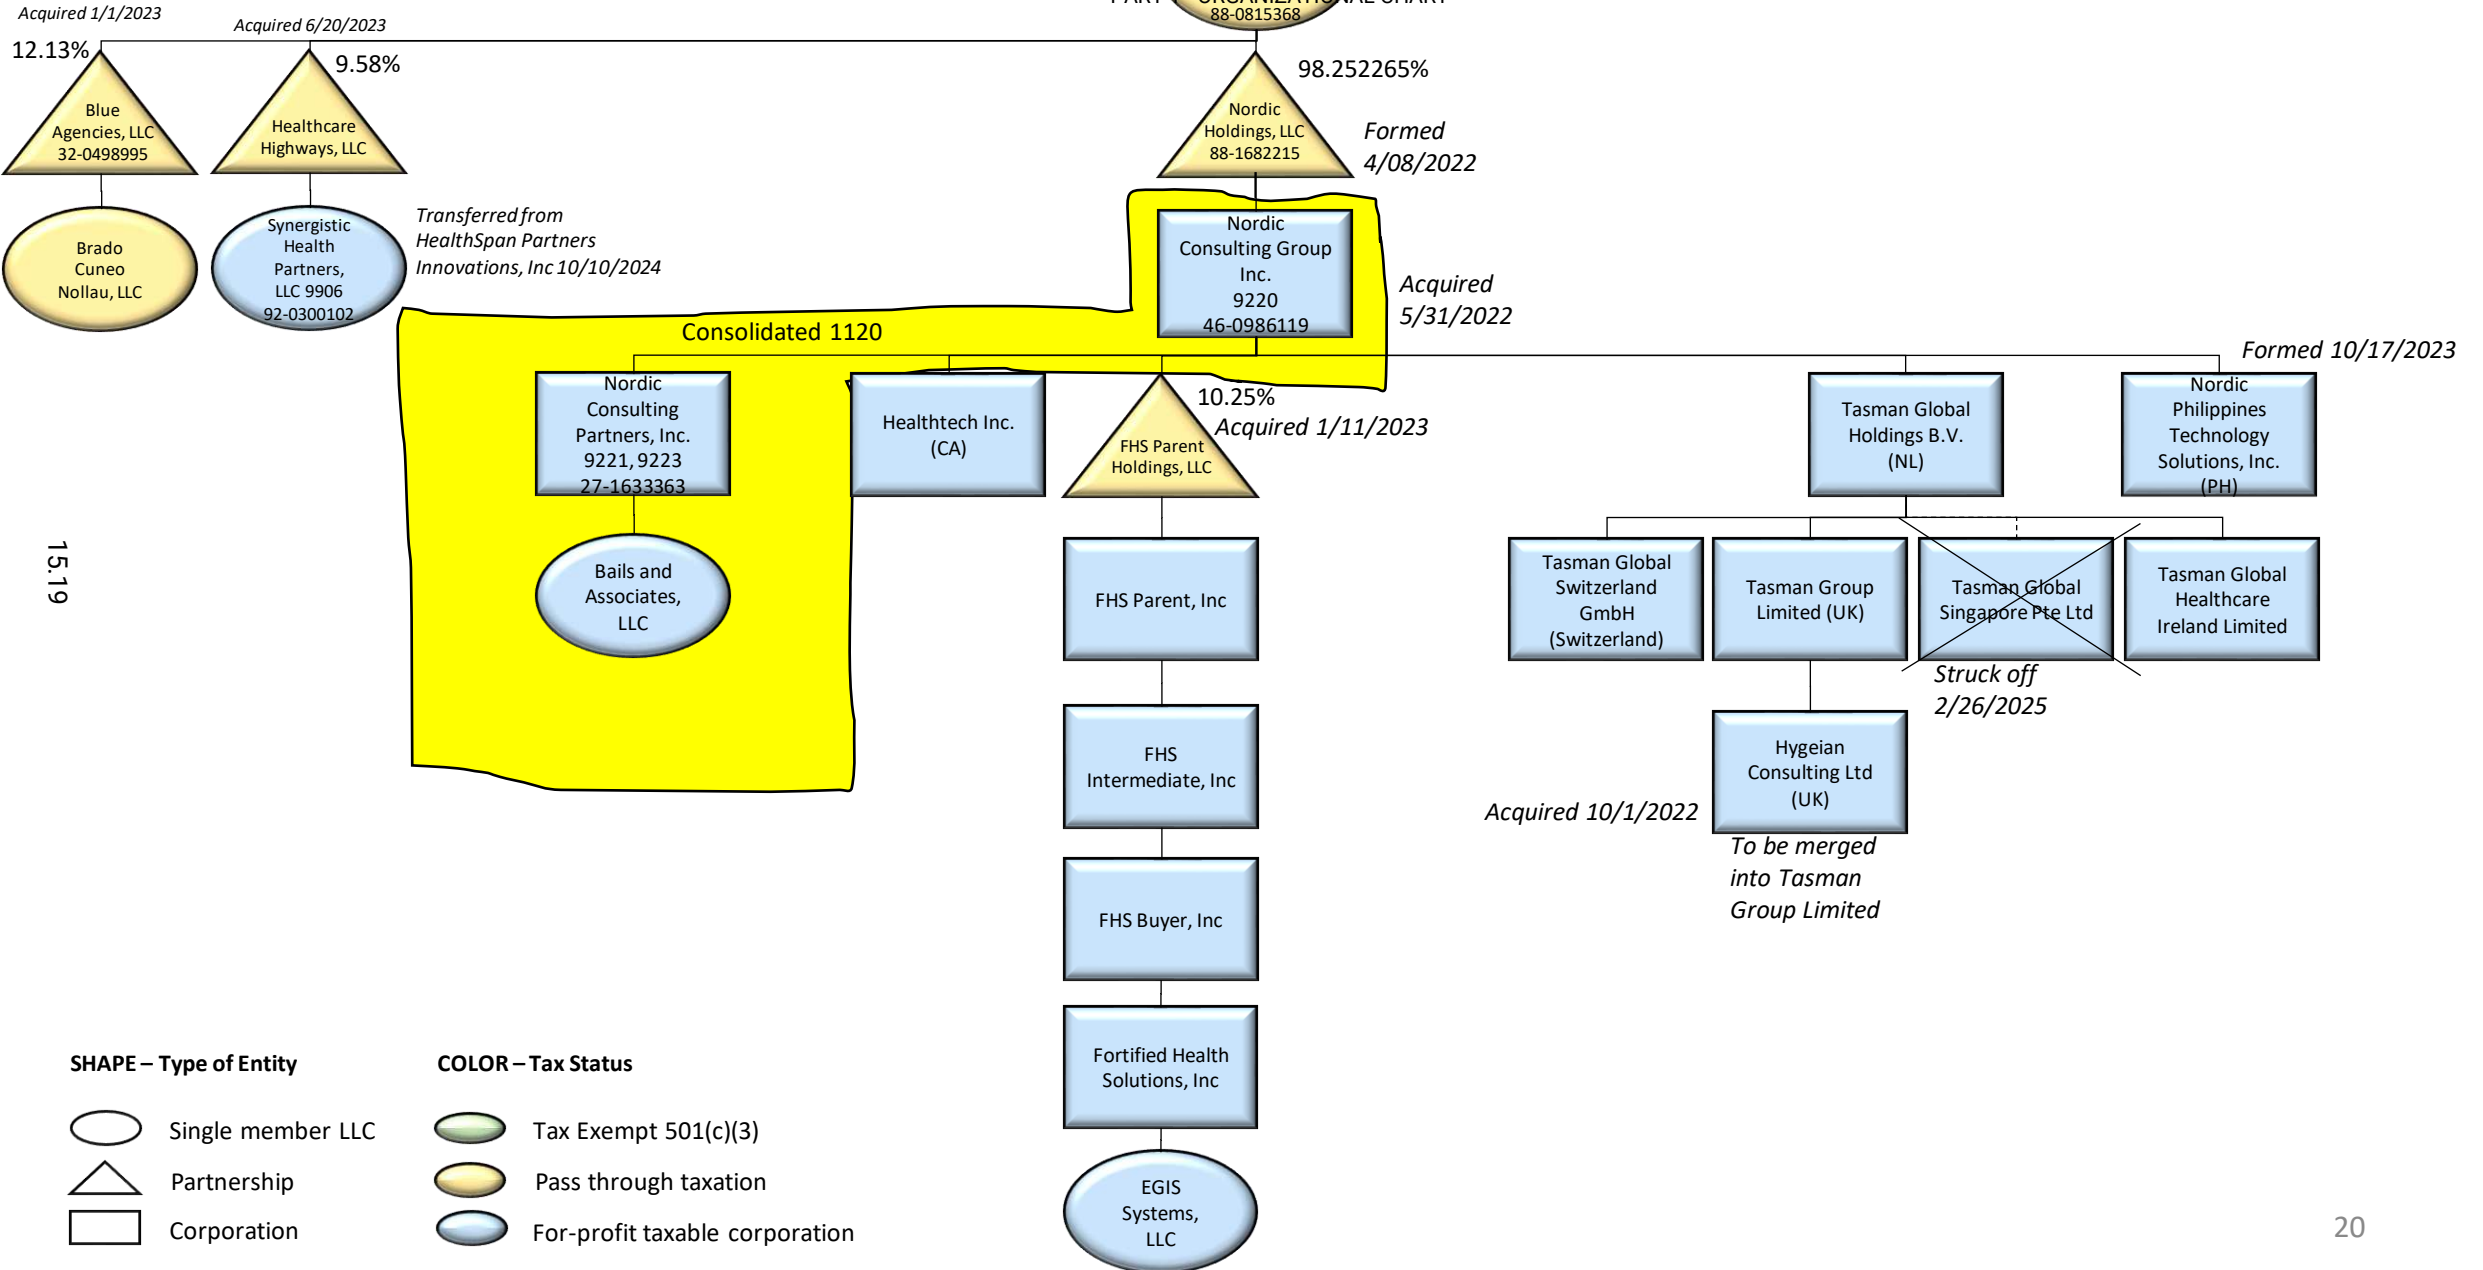 PART ORGANIZATIONAL CHART
88-0815368
Acquired 1/1/2023
Acquired 6/20/2023
12.13%
9.58%
98.252265%
Blue
Agencies, LLC
32-0498995
Healthcare
Highways, LLC
Nordic
Holdings, LLC
88-1682215
Formed
4/08/2022
Brado
Cuneo
Nollau, LLC
Synergistic
Health
Partners,
LLC 9906
92-0300102
Transferred from
HealthSpan Partners
Innovations, Inc 10/10/2024
Nordic
Consulting Group
Inc.
9220
46-0986119
Acquired
5/31/2022
Consolidated 1120
Formed 10/17/2023
Nordic
Consulting
Partners, Inc.
9221, 9223
27-1633363
Healthtech Inc.
(CA)
10.25%
Acquired 1/11/2023
FHS Parent
Holdings, LLC
Tasman Global
Holdings B.V.
(NL)
Nordic
Philippines
Technology
Solutions, Inc.
(PH)
15.19
Bails and
Associates,
LLC
FHS Parent, Inc
Tasman Global
Switzerland
GmbH
(Switzerland)
Tasman Group
Limited (UK)
Tasman Global
Singapore Pte Ltd
Tasman Global
Healthcare
Ireland Limited
Struck off
2/26/2025
FHS
Intermediate, Inc
Hygeian
Consulting Ltd
(UK)
Acquired 10/1/2022
To be merged
into Tasman
Group Limited
FHS Buyer, Inc
Fortified Health
Solutions, Inc
EGIS
Systems,
LLC
SHAPE – Type of Entity
Single member LLC
Partnership
Corporation
COLOR – Tax Status
Tax Exempt 501(c)(3)
Pass through taxation
For-profit taxable corporation
20